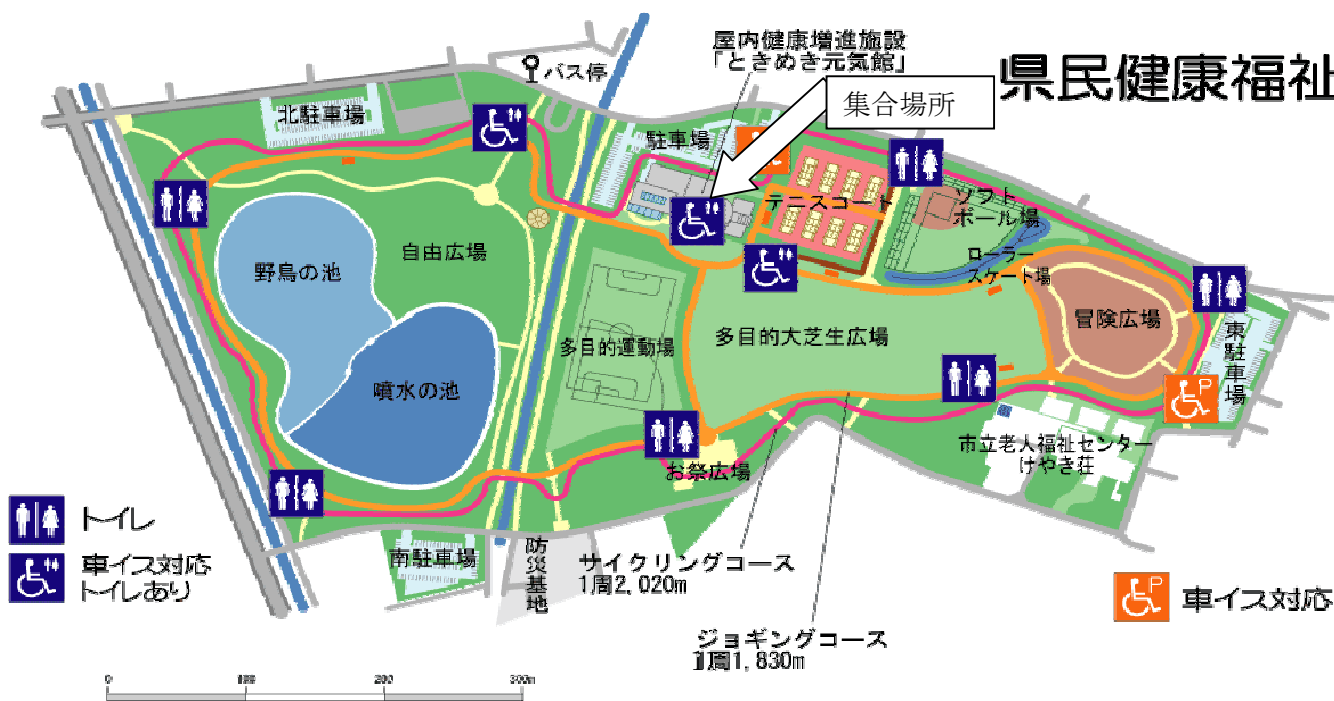 屋内健康増進施設
「ときめき元気館」
県民健康福祉
バス停
集合場所
北駐車場
駐車場
テニスコート
ソフト
ボール場
ローラー
スケート場
自由広場
野鳥の池
冒険広場
東駐車場
多目的大芝生広場
多目的運動場
噴水の池
P
市立老人福祉センター
けやき荘
お祭広場
トイレ
車イス対応
トイレあり
南駐車場
防災基地
サイクリングコース
1周2,020m
P
車イス対応
ジョギングコース
1周1,830m
0 100 200 300m